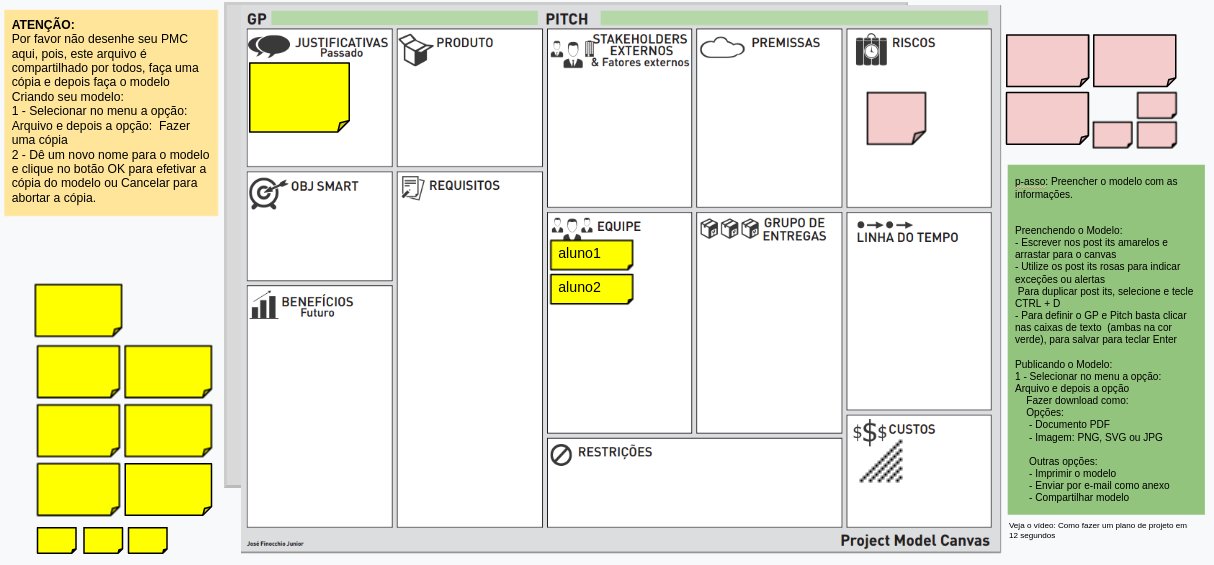 ATENÇÃO:
Por favor não desenhe seu PMC
aqui, pois, este arquivo é
compartilhado por todos, faça uma
cópia e depois faça o modelo
Criando seu modelo:
1 - Selecionar no menu a opção:
Arquivo e depois a opção:  Fazer
uma cópia
2 - Dê um novo nome para o modelo
e clique no botão OK para efetivar a
cópia do modelo ou Cancelar para
abortar a cópia.
GP
PITCH
JUSTIFICATIVAS
Passado
PRODUTO
STAKEHOLDERS
EXTERNOS
& Fatores externos
PREMISSAS
RISCOS
OBJ SMART
REQUISITOS
EQUIPE
aluno1
aluno2
GRUPO DE
ENTREGAS
LINHA DO TEMPO
BENEFÍCIOS
Futuro
RESTRIÇÕES
$$$ CUSTOS
José Finocchio Junior
Project Model Canvas
p-asso: Preencher o modelo com as
informações.
Preenchendo o Modelo:
- Escrever nos post its amarelos e
arrastar para o canvas
- Utilize os post its rosas para indicar
exceções ou alertas
Para duplicar post its, selecione e tecle
CTRL + D
- Para definir o GP e Pitch basta clicar
nas caixas de texto  (ambas na cor
verde), para salvar para teclar Enter
Publicando o Modelo:
1 - Selecionar no menu a opção:
Arquivo e depois a opção
Fazer download como:
Opções:
- Documento PDF
- Imagem: PNG, SVG ou JPG
Outras opções:
- Imprimir o modelo
- Enviar por e-mail como anexo
- Compartilhar modelo
Veja o vídeo: Como fazer um plano de projeto em
12 segundos